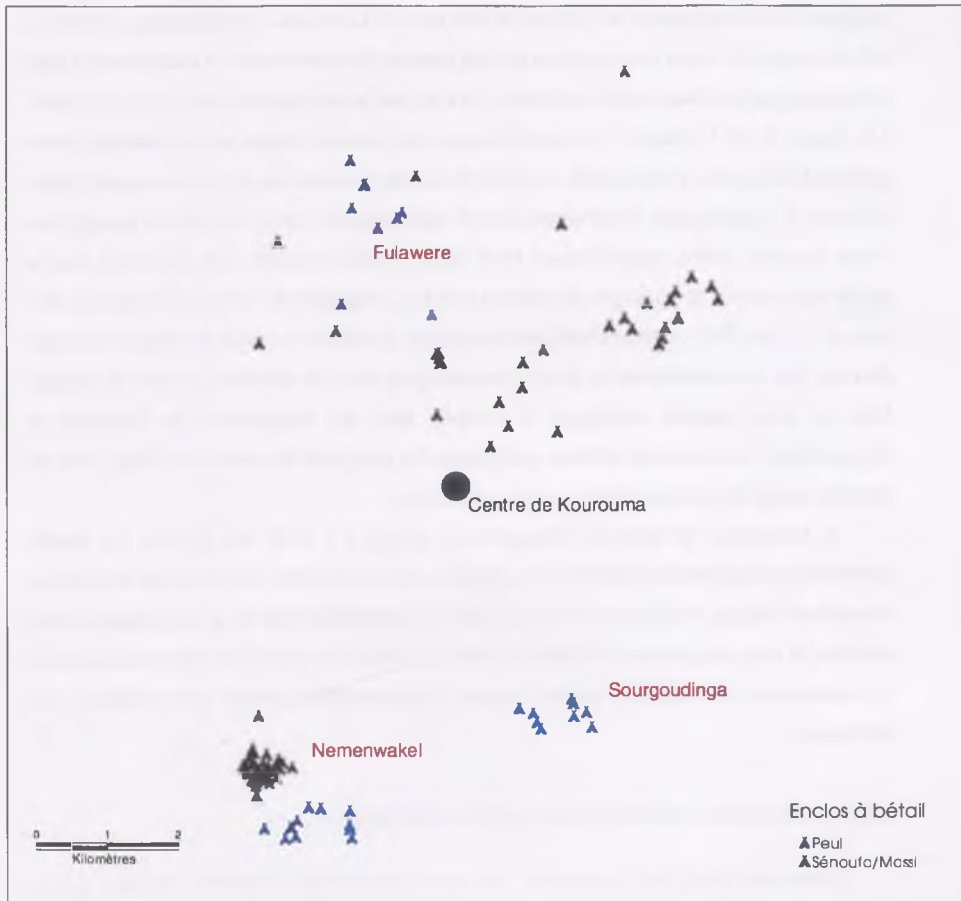 Fulawere
Centre de Kourouma
Sourgoudinga
Nemenwakel
Enclos à bétail
Peul
Sénoufo/Mossi
0 1 2
Kilomètres